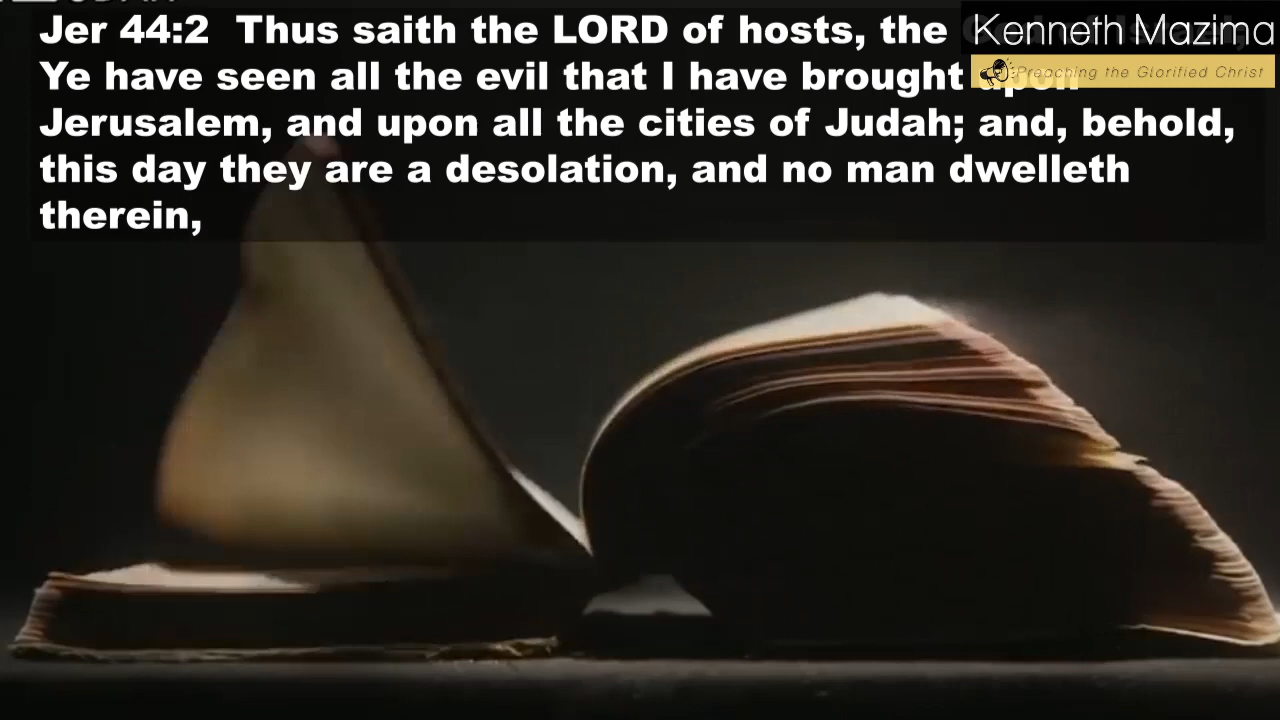 Jer 44:2 Thus saith the LORD of hosts, the
Kenneth Mazima
Ye have seen all the evil that I have brought upon
Preaching the Glorified Christ
Jerusalem, and upon all the cities of Judah; and, behold,
this day they are a desolation, and no man dwelleth
therein,